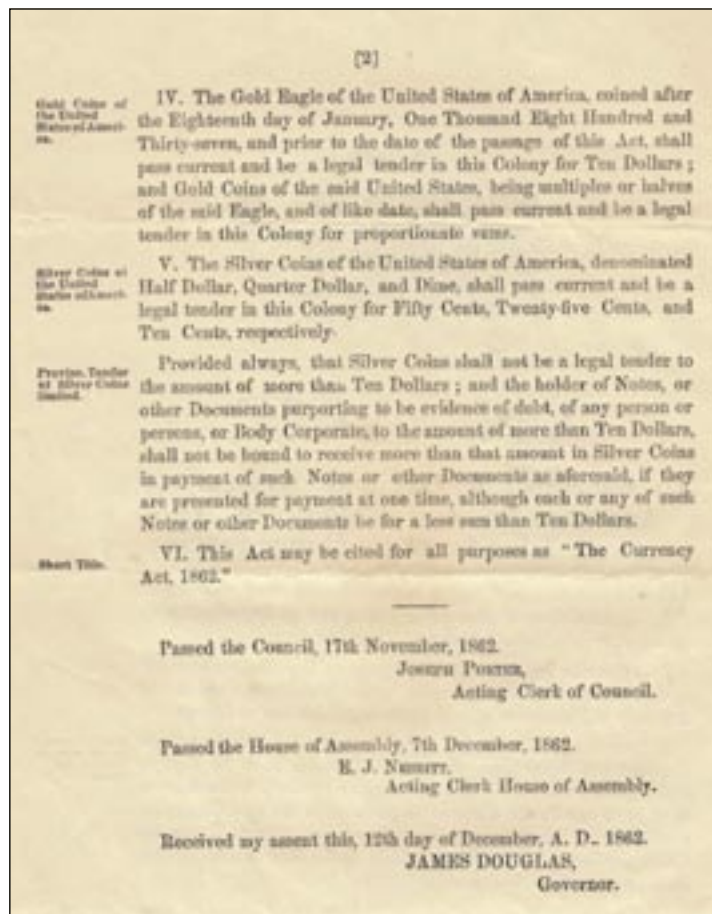 [2]
Gold Coins of
the United
States of Ameri-
ca.
IV. The Gold Eagle of the United States of America, coined after
the Eighteenth day of January, One Thousand Eight Hundred and
Thirty-seven, and prior to the date of the passage of this Act, shall
pass current and be a legal tender in this Colony for Ten Dollars ;
and Gold Coins of the said United States, being multiples or halves
of the said Eagle, and of like date, shall pass current and be a legal
tender in this Colony for proportionate sums.
Silver Coins of
the United
States of Ameri-
ca.
V. The Silver Coins of the United States of America, denominated
Half Dollar, Quarter Dollar, and Dime, shall pass current and be a
legal tender in this Colony for Fifty Cents, Twenty-five Cents, and
Ten Cents, respectively.
Proviso. Tender
of Silver Coins
limited.
Provided always, that Silver Coins shall not be a legal tender to
the amount of more than Ten Dollars ; and the holder of Notes, or
other Documents purporting to be evidence of debt, of any person or
persons, or Body Corporate, to the amount of more than Ten Dollars,
shall not be bound to receive more than that amount in Silver Coins
in payment of such Notes or other Documents as aforesaid, if they
are presented for payment at one time, although each or any of such
Notes or other Documents be for a less sum than Ten Dollars.
Short Title.
VI. This Act may be cited for all purposes as "The Currency
Act, 1862."
Passed the Council, 17th November, 1862.
JOSEPH PORTER,
Acting Clerk of Council.
Passed the House of Assembly, 7th December, 1862.
E. J. NESBITT,
Acting Clerk House of Assembly.
Received my assent this, 12th day of December, A. D., 1862.
JAMES DOUGLAS,
Governor.